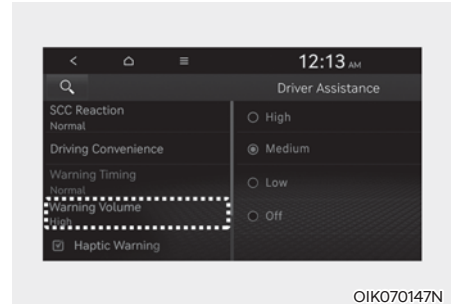 12:13 AM
Driver Assistance
SCC Reaction
Normal
Driving Convenience
Warning Timing
Normal
Warning Volume
High
Haptic Warning
High
Medium
Low
Off
OIK070147N